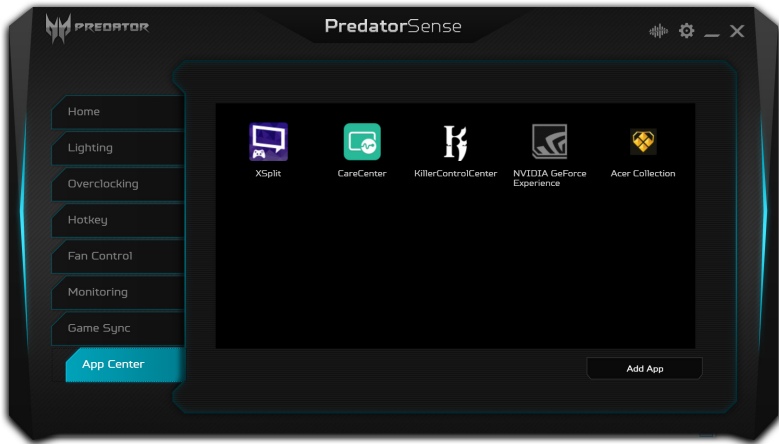 PREDATOR
PredatorSense
Home
Lighting
Overclocking
Hotkey
Fan Control
Monitoring
Game Sync
App Center
XSplit
CareCenter
KillerControlCenter
NVIDIA GeForce
Experience
Acer Collection
Add App